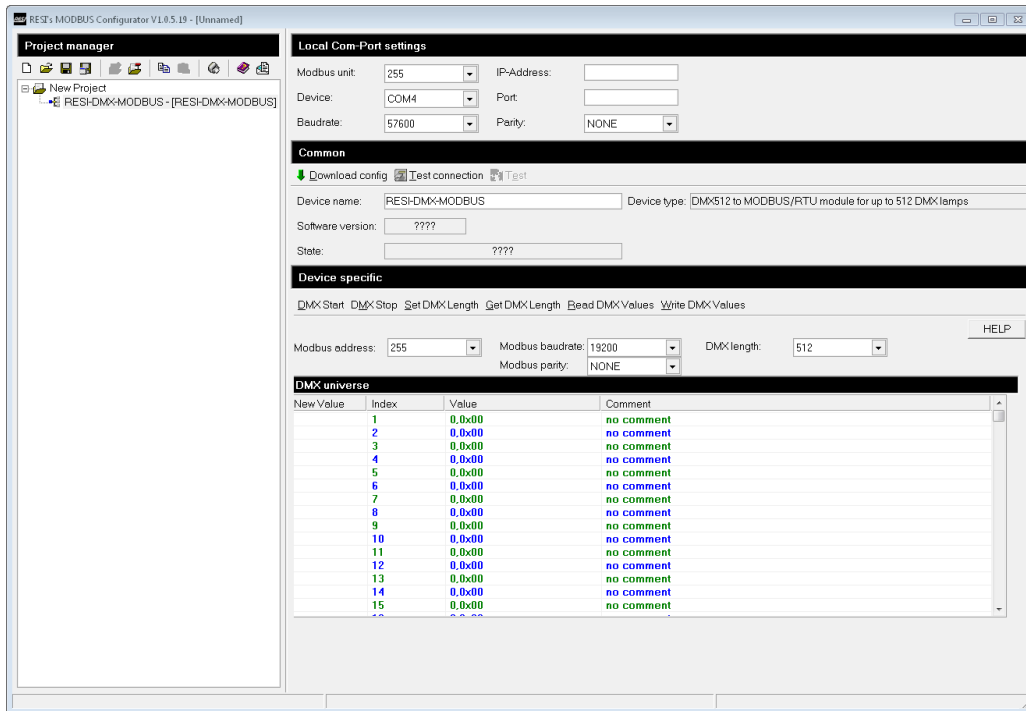 RESI's MODBUS Configurator V1.0.5.19 - [Unnamed]
Project manager
New Project
RESI-DMX-MODBUS - [RESI-DMX-MODBUS]
Local Com-Port settings
Modbus unit: 255 IP-Address:
Device: COM4 Port:
Baudrate: 57600 Parity: NONE
Common
Download config Test connection Test
Device name: RESI-DMX-MODBUS Device type: DMX512 to MODBUS/RTU module for up to 512 DMX lamps
Software version: ????
State: ????
Device specific
DMX Start DMX Stop Set DMX Length Get DMX Length Read DMX Values Write DMX Values
HELP
Modbus address: 255 Modbus baudrate: 19200 DMX length: 512
Modbus parity: NONE
DMX universe
New Value Index Value Comment
1 0,0x00 no comment
2 0,0x00 no comment
3 0,0x00 no comment
4 0,0x00 no comment
5 0,0x00 no comment
6 0,0x00 no comment
7 0,0x00 no comment
8 0,0x00 no comment
9 0,0x00 no comment
10 0,0x00 no comment
11 0,0x00 no comment
12 0,0x00 no comment
13 0,0x00 no comment
14 0,0x00 no comment
15 0,0x00 no comment